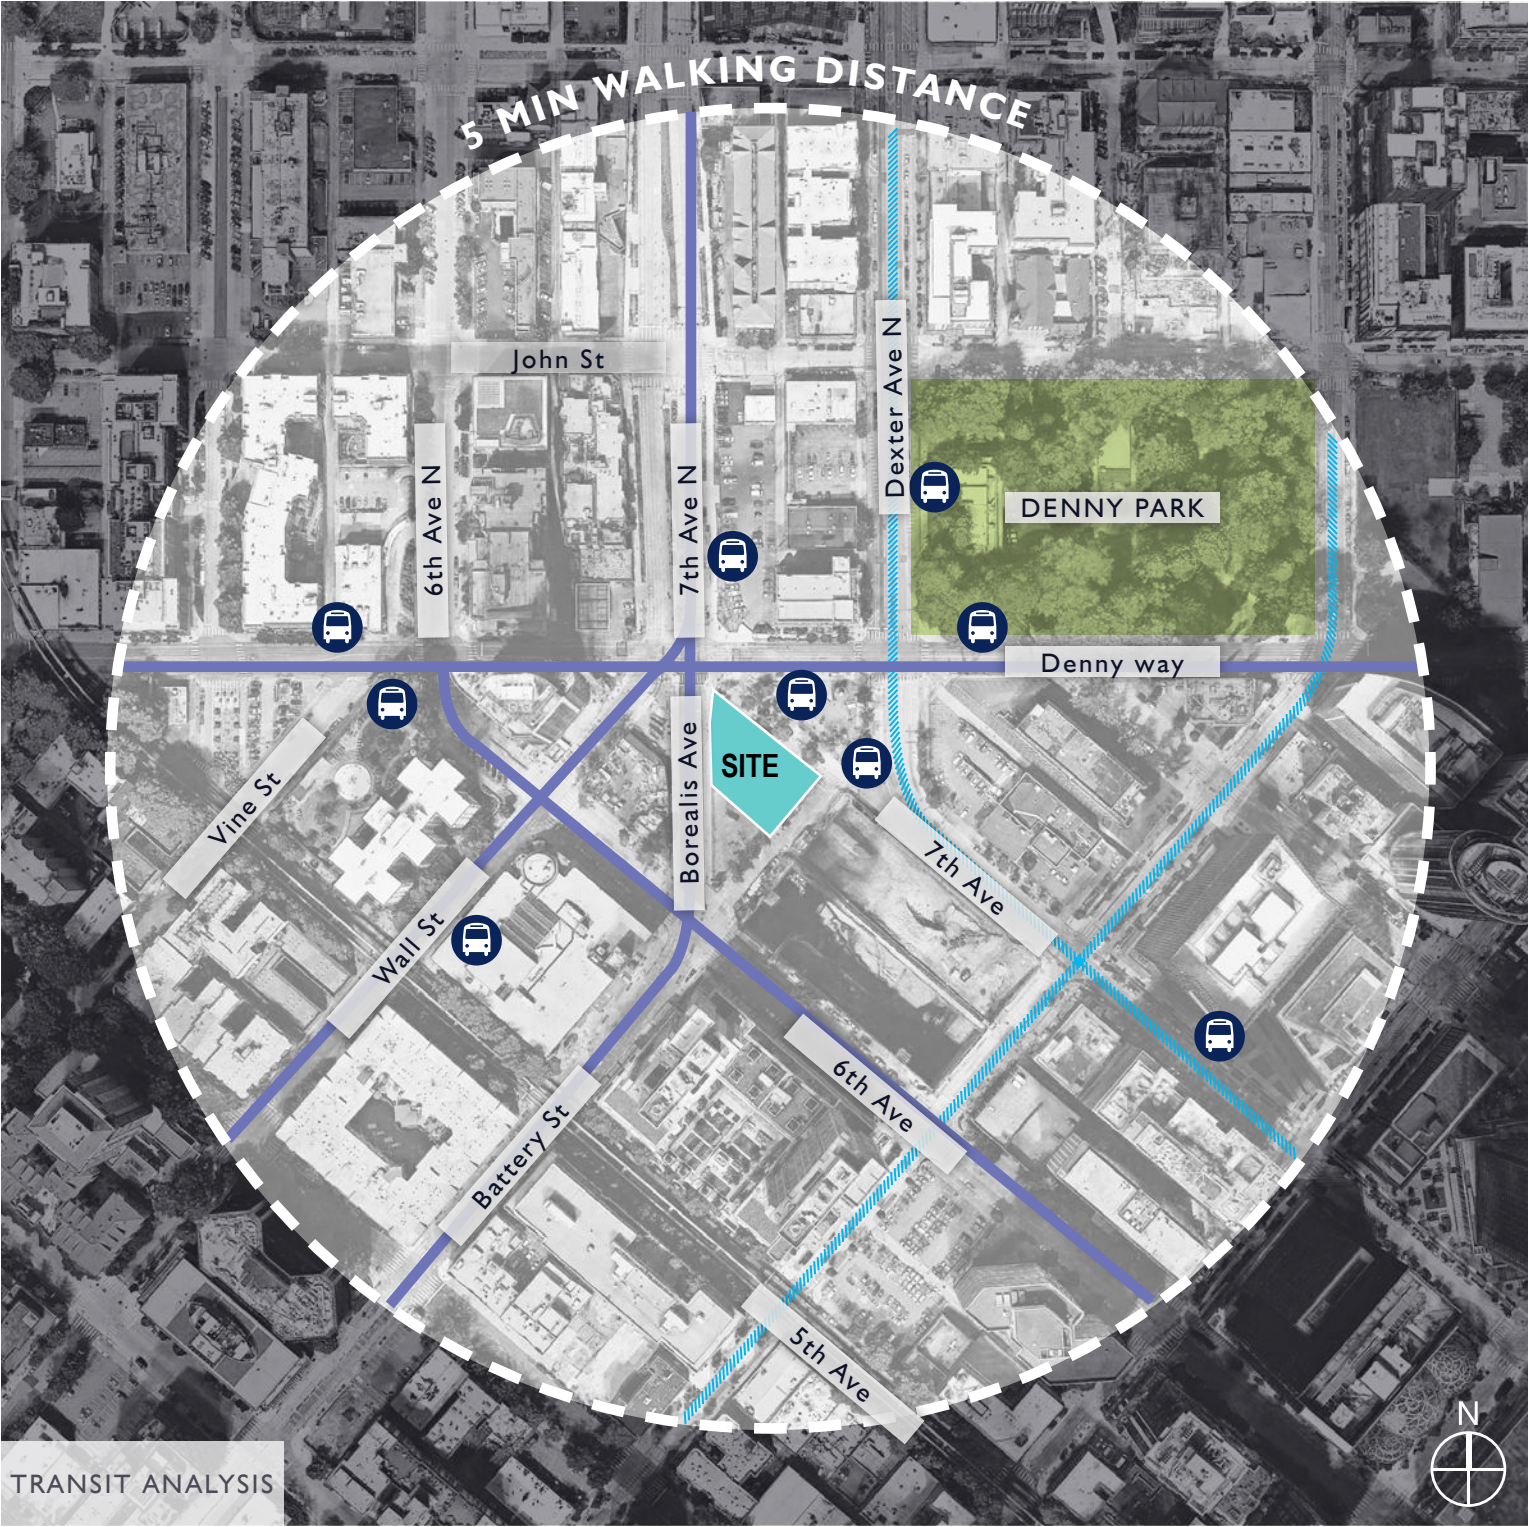 5 MIN WALKING DISTANCE
John St
Dexter Ave N
6th Ave N
7th Ave N
DENNY PARK
Denny way
Borealis Ave
SITE
Vine St
7th Ave
Wall St
6th Ave
Battery St
5th Ave
N
TRANSIT ANALYSIS